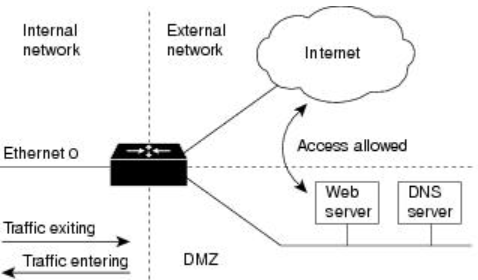 Internal
network
External
network
Internet
Ethernet 0
Access allowed
Web
server
DNS
server
Traffic exiting
Traffic entering
DMZ